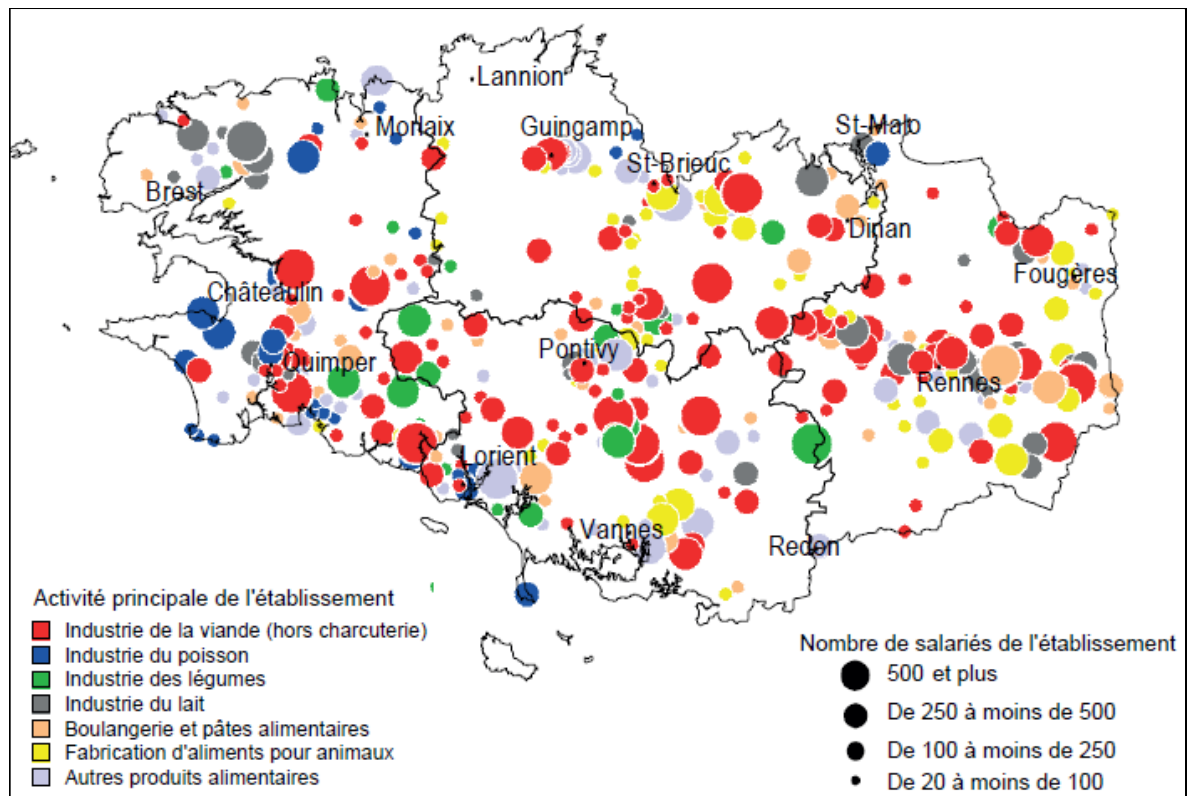 Lannion
Morlaix
Guingamp
St-Malo
St-Brieuc
Brest
Dinan
Fougères
Châteaulin
Pontivy
Quimper
Rennes
Lorient
Vannes
Redon
Activité principale de l'établissement
Industrie de la viande (hors charcuterie)
Industrie du poisson
Industrie des légumes
Industrie du lait
Boulangerie et pâtes alimentaires
Fabrication d'aliments pour animaux
Autres produits alimentaires
Nombre de salariés de l'établissement
500 et plus
De 250 à moins de 500
De 100 à moins de 250
De 20 à moins de 100